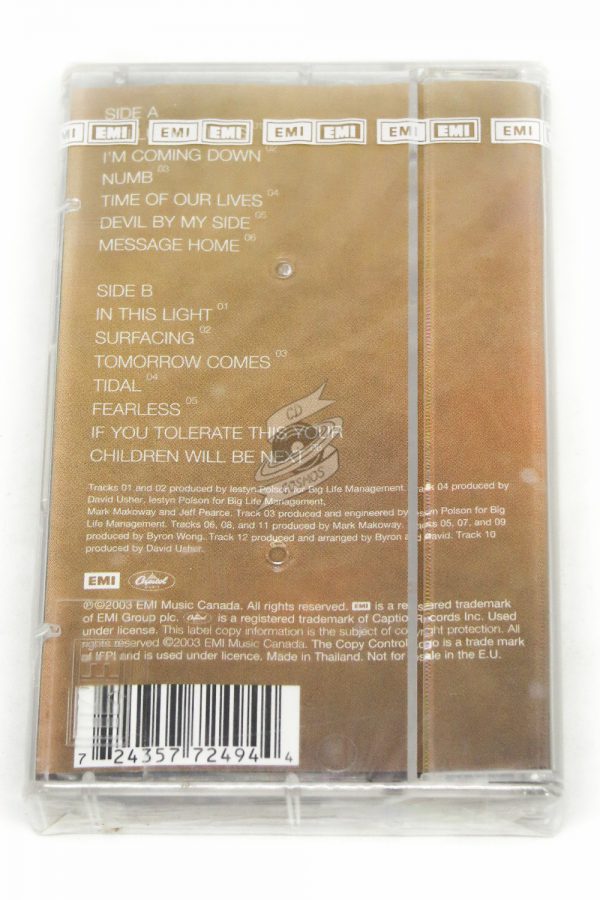 SIDE A
EMI EMI EMI EMI EMI EMI EMI EMI EMI
I'M COMING DOWN 02
NUMB 03
TIME OF OUR LIVES 04
DEVIL BY MY SIDE 05
MESSAGE HOME 06
SIDE B
IN THIS LIGHT 01
SURFACING 02
TOMORROW COMES 03
TIDAL 04
FEARLESS 05
IF YOU TOLERATE THIS YOUR
CHILDREN WILL BE NEXT
CD
Tracks 01 and 02 produced by Iestyn Polson for Big Life Management. Track 04 produced by
David Usher, Iestyn Polson for Big Life Management,
Mark Makoway and Jeff Pearce. Track 03 produced and engineered by Iestyn Polson for Big
Life Management. Tracks 06, 08, and 11 produced by Mark Makoway. Tracks 05, 07, and 09
produced by Byron Wong. Track 12 produced and arranged by Byron and David. Track 10
produced by David Usher.
EMI Capitol
℗©2003 EMI Music Canada. All rights reserved. EMI is a registered trademark
of EMI Group plc. Capitol is a registered trademark of Captiol Records Inc. Used
under license. This label copy information is the subject of copyright protection. All
rights reserved ©2003 EMI Music Canada. The Copy Control Logo is a trade mark
of IFPI and is used under licence. Made in Thailand. Not for resale in the E.U.
7 24357 72494 4